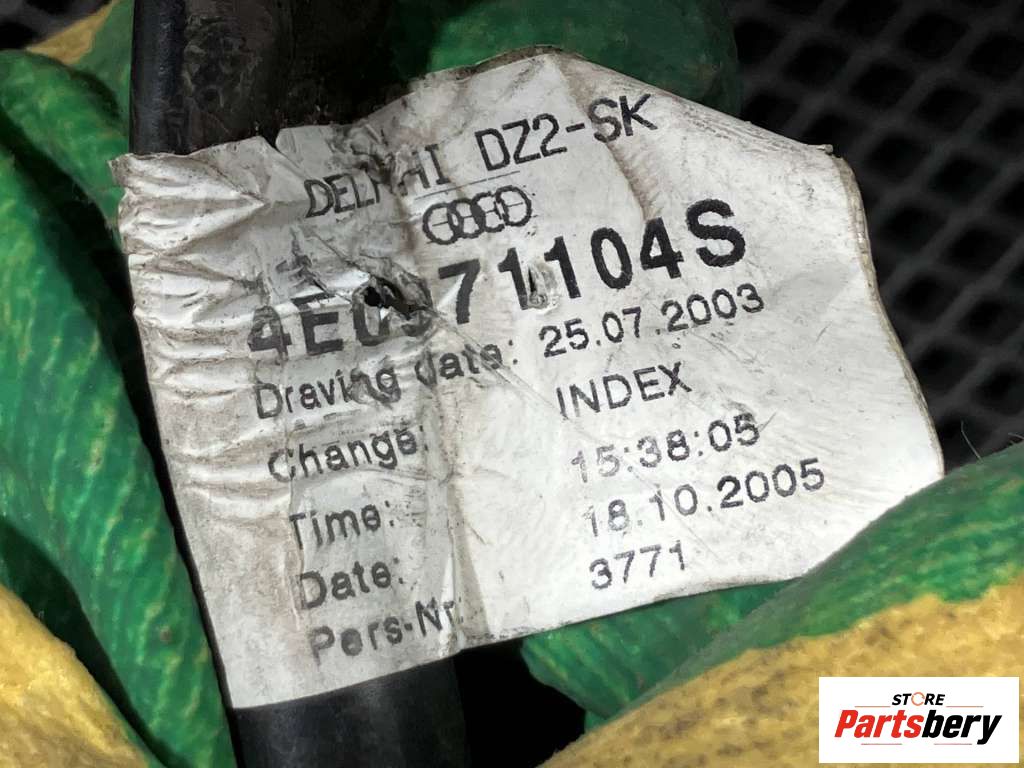 DELPHI DZ2-SK
4E0971104S
Draving date: 25.07.2003
Change: INDEX
Time: 15:38:05
Date: 18.10.2005
Pers-Nr: 3771
STORE
Partsbery